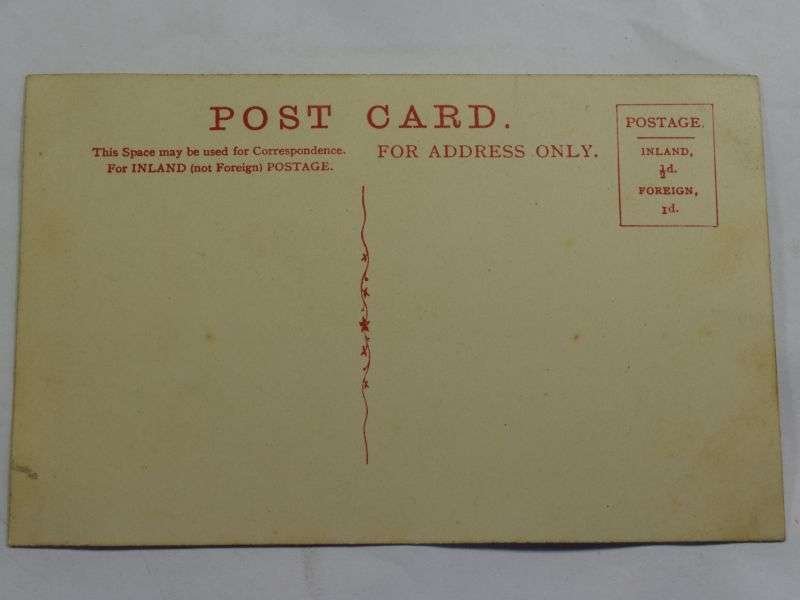 POST CARD.
This Space may be used for Correspondence.
For INLAND (not Foreign) POSTAGE.
FOR ADDRESS ONLY.
POSTAGE.
INLAND,
½d.
FOREIGN,
1d.